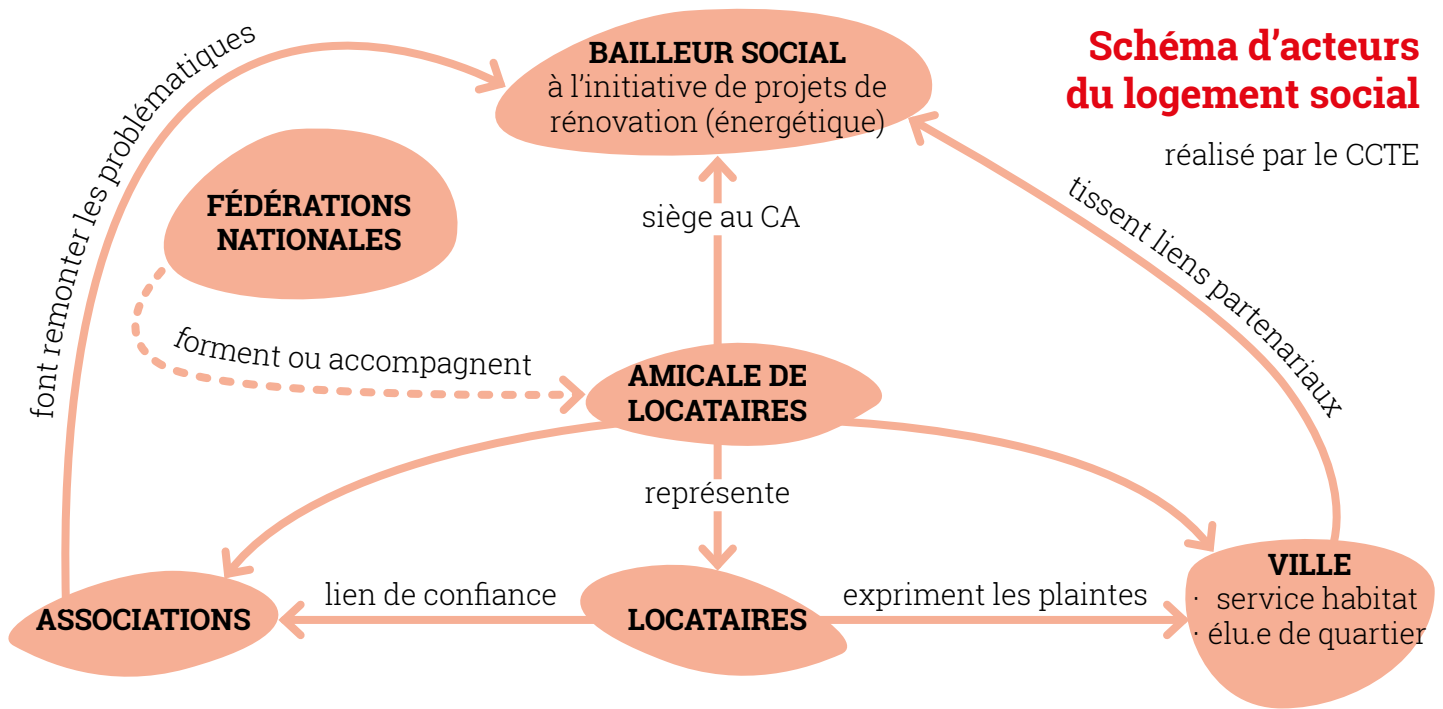 Schéma d’acteurs
du logement social
réalisé par le CCTE
BAILLEUR SOCIAL
à l’initiative de projets de
rénovation (énergétique)
font remonter les problématiques
FÉDÉRATIONS
NATIONALES
siège au CA
tissent liens partenariaux
forment ou accompagnent
AMICALE DE
LOCATAIRES
représente
ASSOCIATIONS
lien de confiance
LOCATAIRES
expriment les plaintes
VILLE
· service habitat
· élu.e de quartier